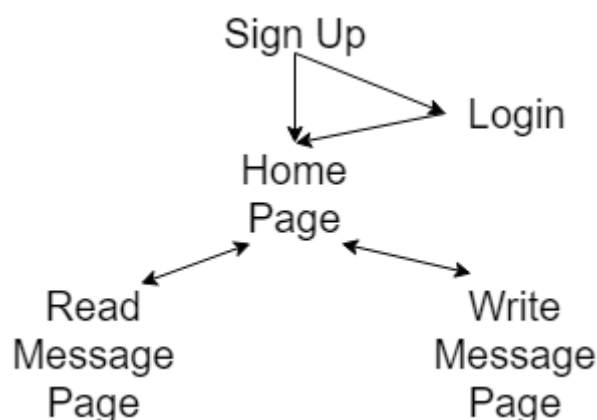 Sign Up
Login
Home
Page
Read
Message
Page
Write
Message
Page